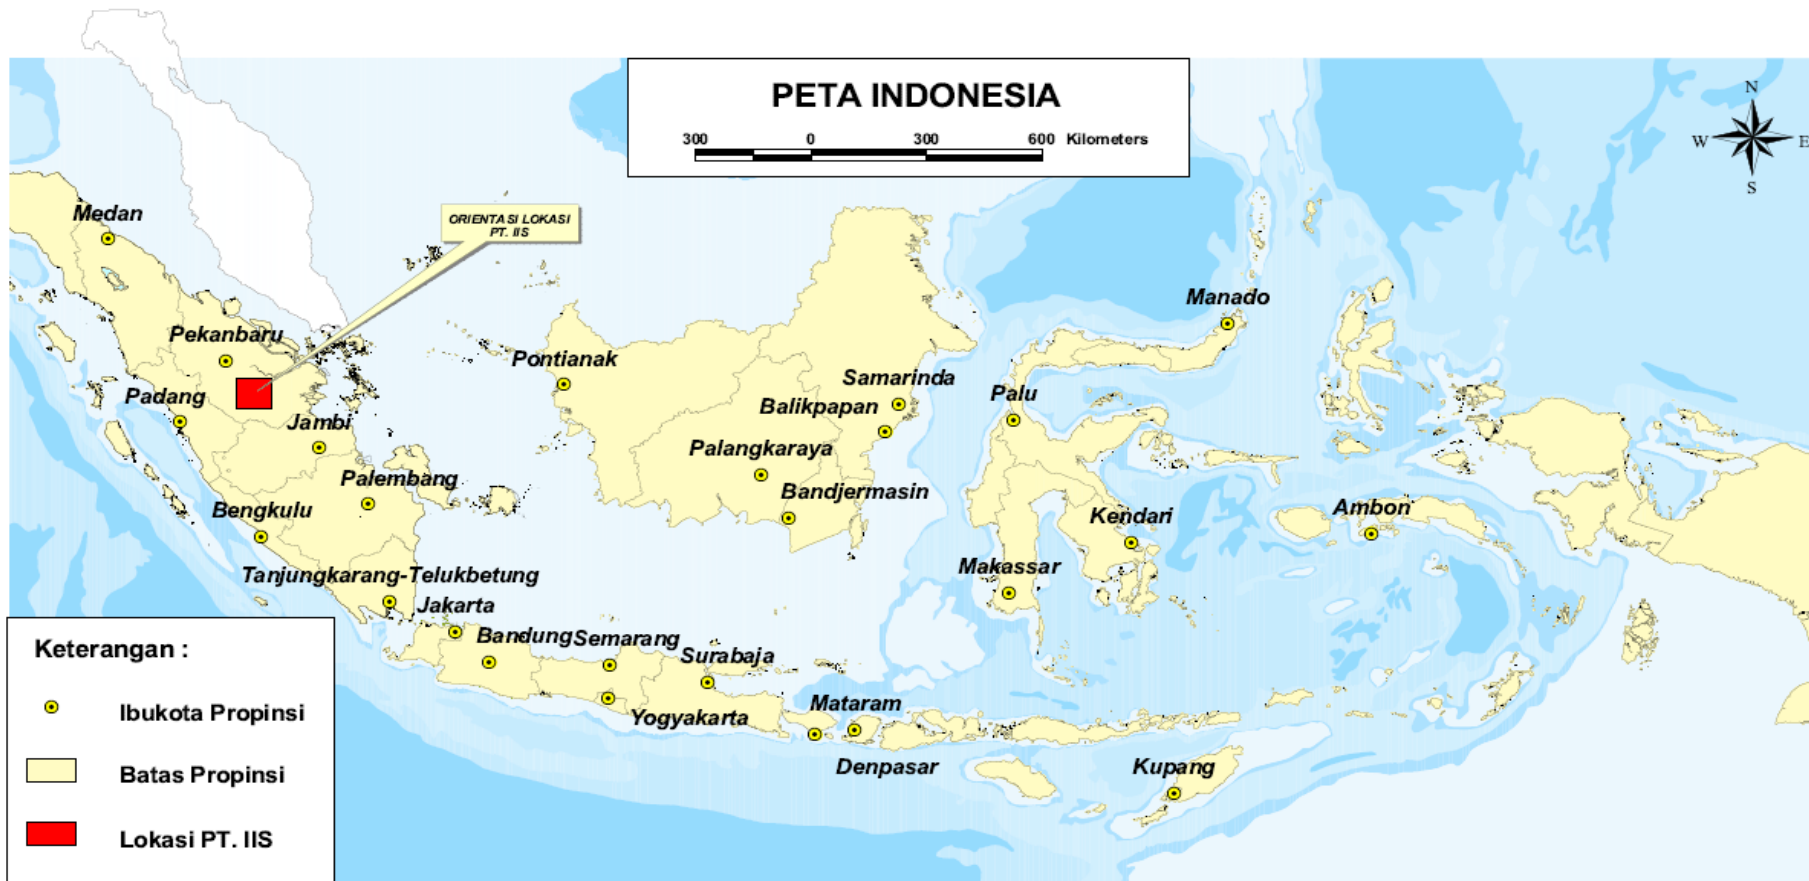 PETA INDONESIA
300 0 300 600 Kilometers
N
W E
S
ORIENTASI LOKASI
PT. IIS
Medan
Pekanbaru
Padang
Jambi
Palembang
Bengkulu
Tanjungkarang-Telukbetung
Jakarta
Bandung
Semarang
Surabaja
Yogyakarta
Mataram
Denpasar
Kupang
Pontianak
Samarinda
Balikpapan
Palangkaraya
Bandjermasin
Manado
Palu
Kendari
Makassar
Ambon
Keterangan :
Ibukota Propinsi
Batas Propinsi
Lokasi PT. IIS